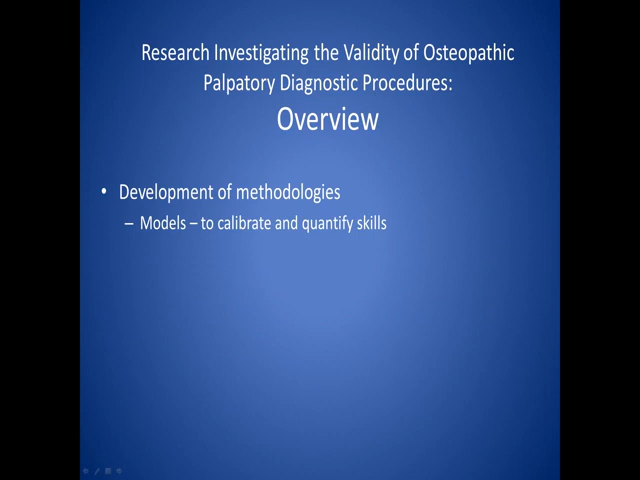 Research Investigating the Validity of Osteopathic
Palpatory Diagnostic Procedures:
Overview
• Development of methodologies
– Models – to calibrate and quantify skills